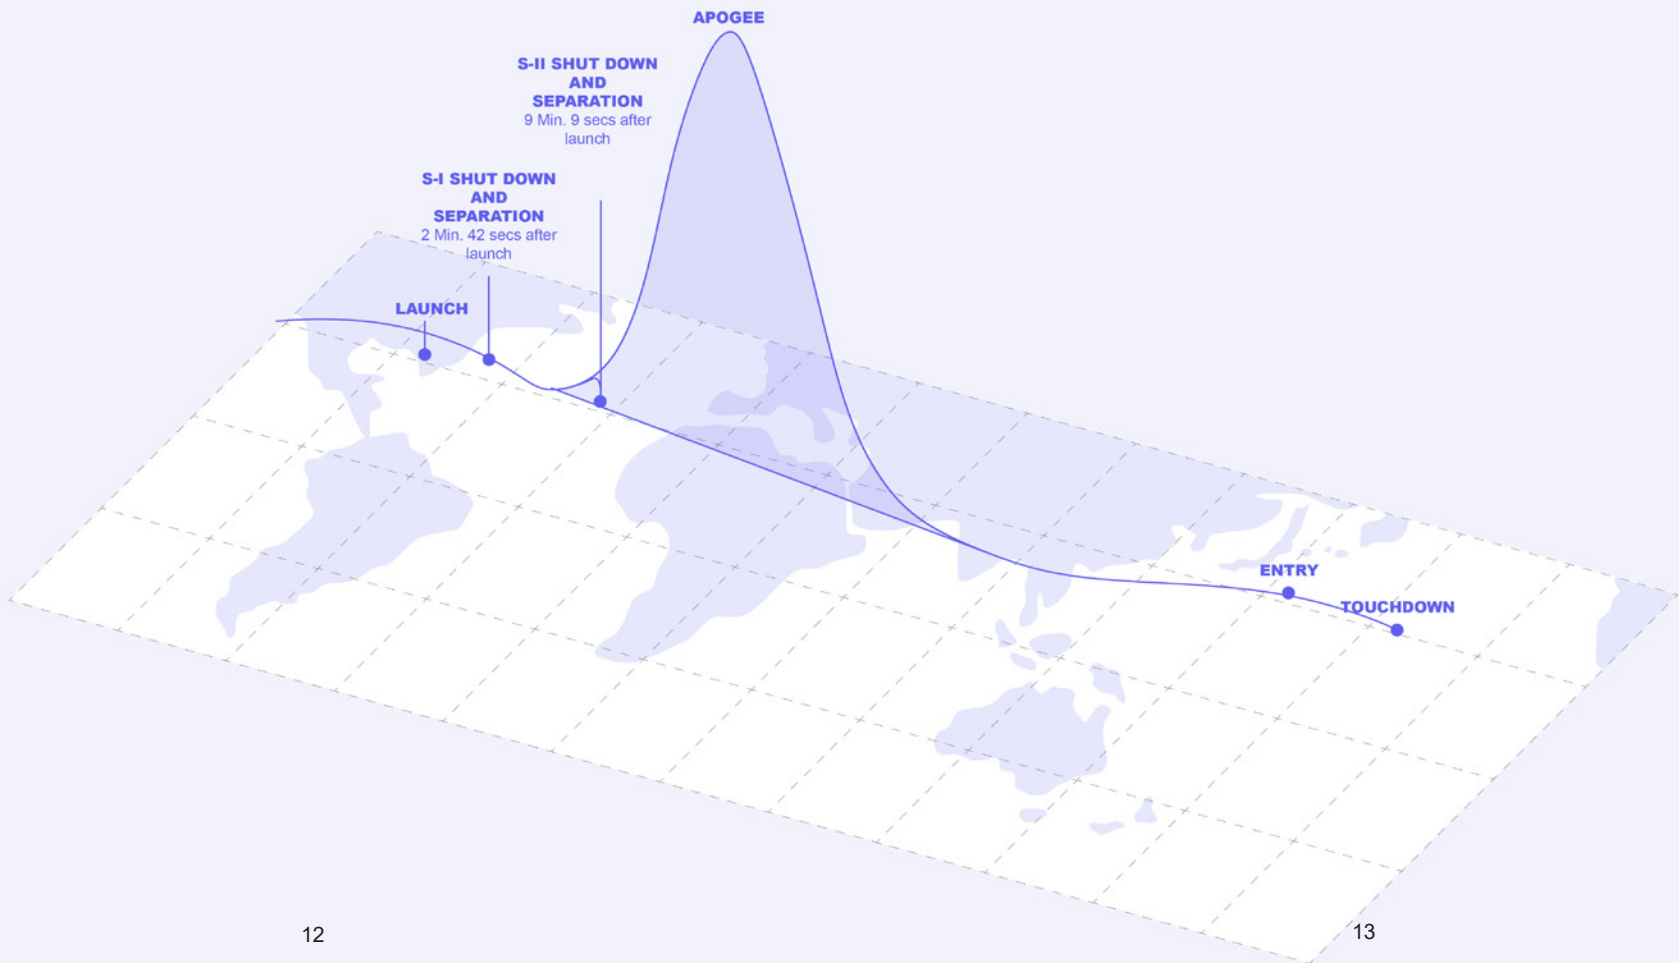 APOGEE
S-II SHUT DOWN
AND
SEPARATION
9 Min. 9 secs after
launch
S-I SHUT DOWN
AND
SEPARATION
2 Min. 42 secs after
launch
LAUNCH
ENTRY
TOUCHDOWN
12
13